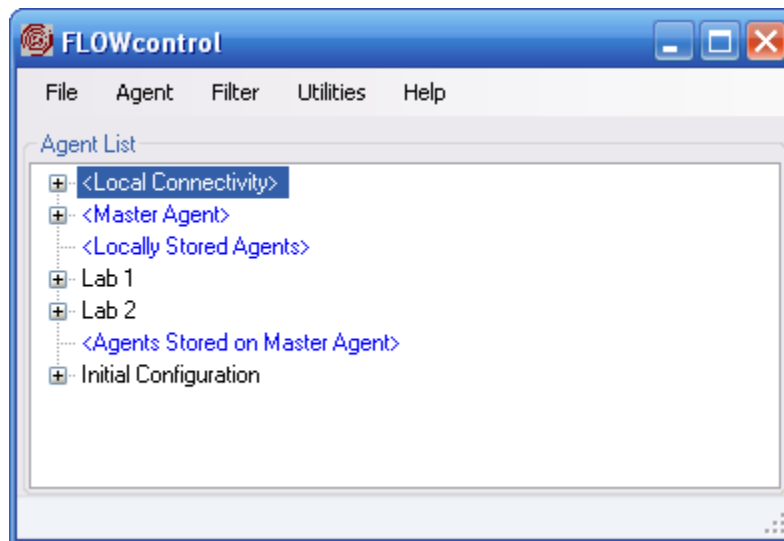 FLOWcontrol
File Agent Filter Utilities Help
Agent List
<Local Connectivity>
<Master Agent>
<Locally Stored Agents>
Lab 1
Lab 2
<Agents Stored on Master Agent>
Initial Configuration